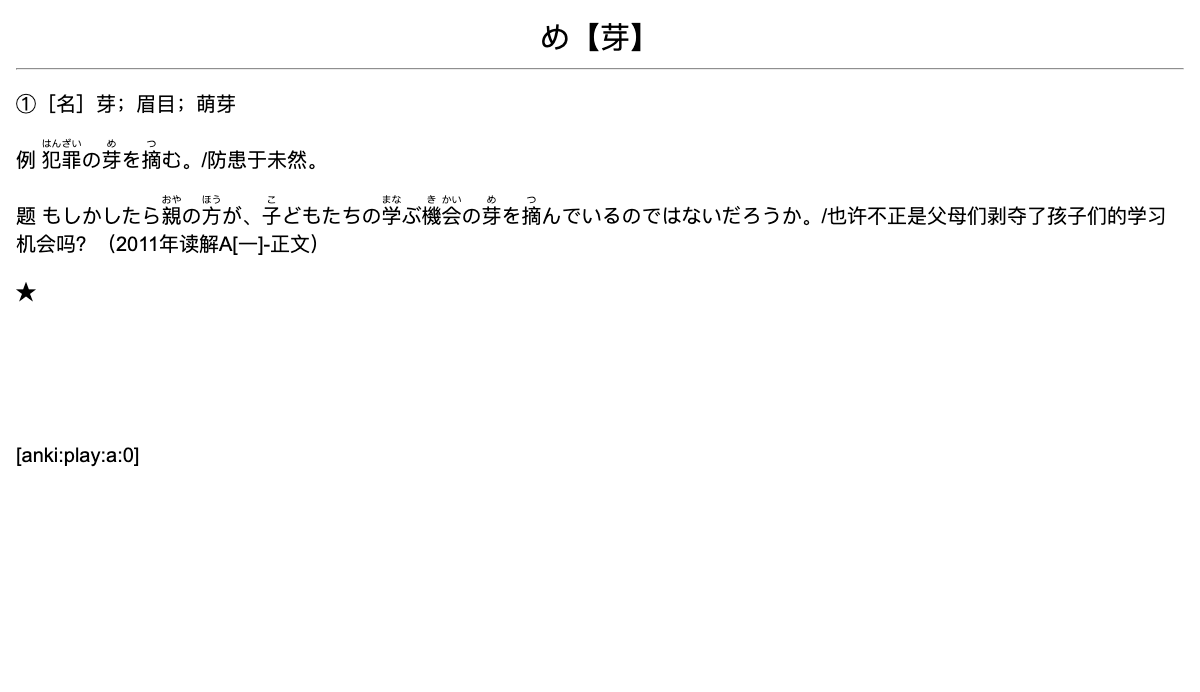 め【芽】
①［名］芽；眉目；萌芽
はんざい め つ
例 犯罪の芽を摘む。/防患于未然。
おや ほう こ まな き かい め つ
题 もしかしたら親の方が、子どもたちの学ぶ機会の芽を摘んでいるのではないだろうか。/也许不正是父母们剥夺了孩子们的学习
机会吗？（2011年读解A[一]-正文）
★
[anki:play:a:0]